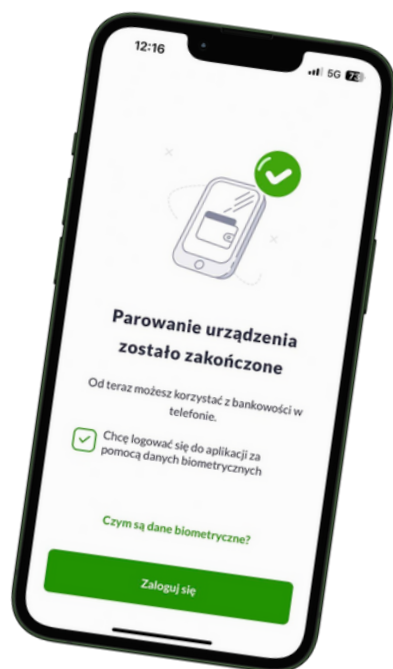 12:16
5G 73
Parowanie urządzenia
zostało zakończone
Od teraz możesz korzystać z bankowości w
telefonie.
Chcę logować się do aplikacji za
pomocą danych biometrycznych
Czym są dane biometryczne?
Zaloguj się